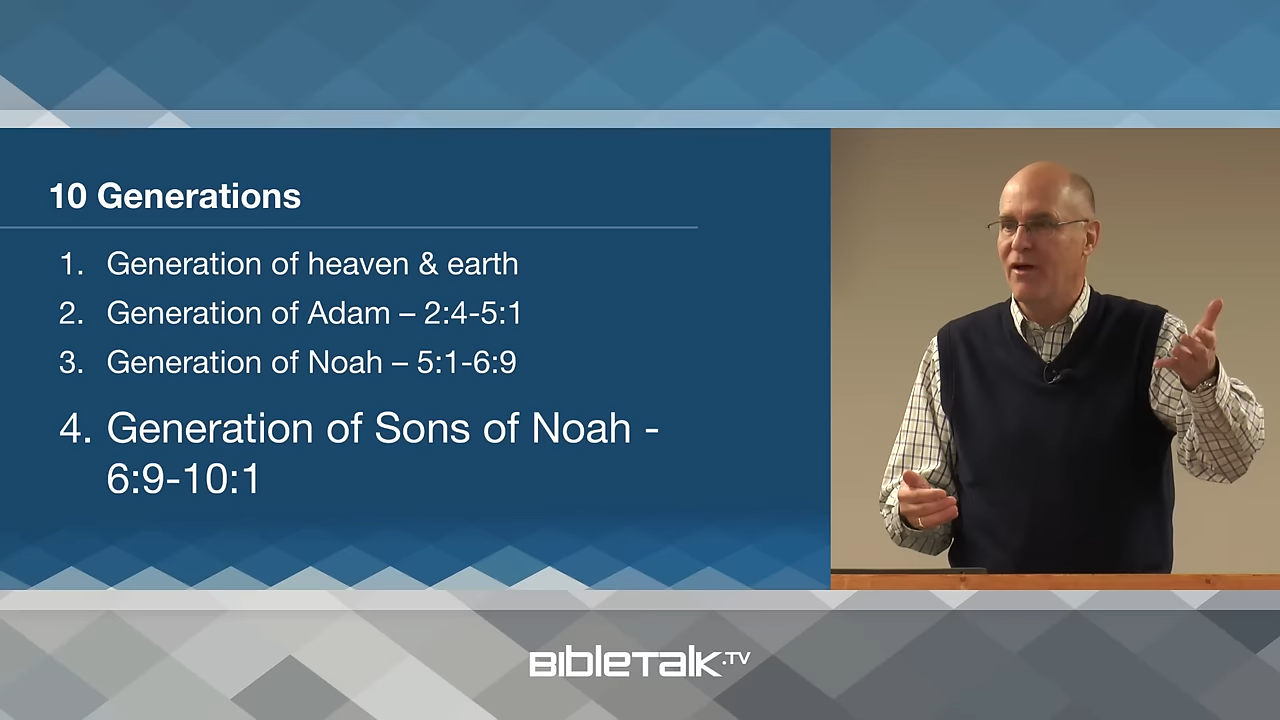 10 Generations
1. Generation of heaven & earth
2. Generation of Adam – 2:4-5:1
3. Generation of Noah – 5:1-6:9
4. Generation of Sons of Noah -
6:9-10:1
BIBLETALK.TV